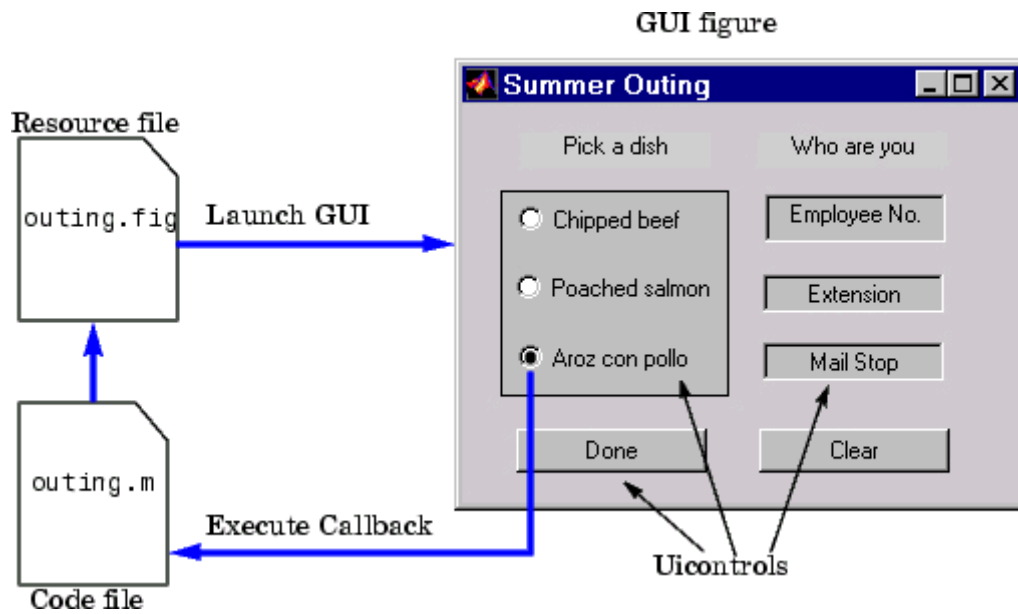 GUI figure
Summer Outing
Resource file
outing.fig
Launch GUI
Pick a dish
Who are you
Chipped beef
Employee No.
Poached salmon
Extension
Aroz con pollo
Mail Stop
Done
Clear
outing.m
Execute Callback
Uicontrols
Code file